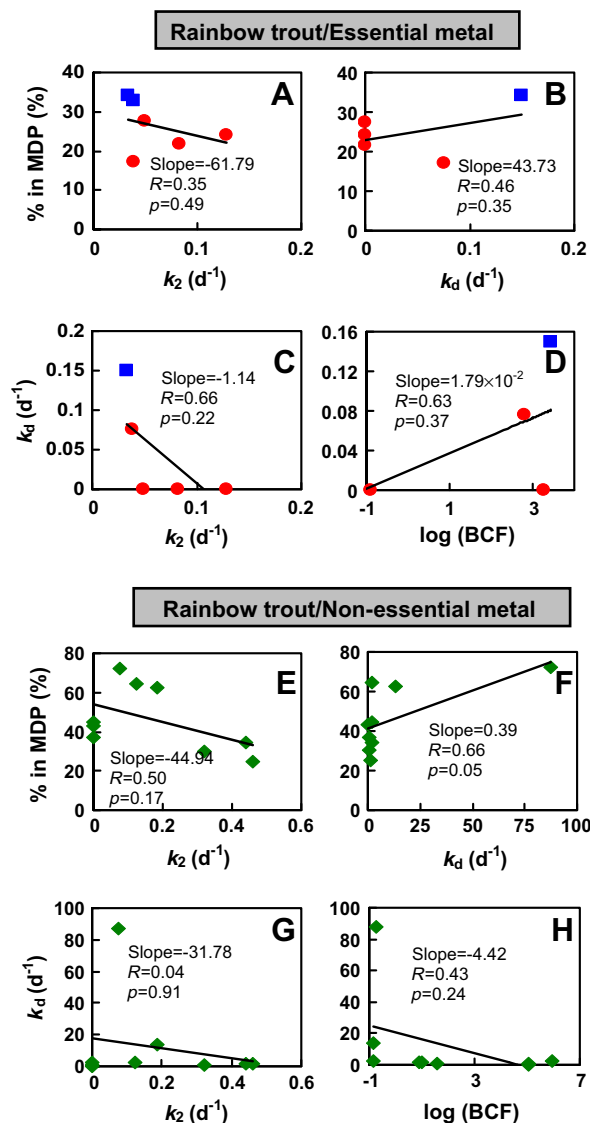 Rainbow trout/Essential metal
A
% in MDP (%)
40
30
20
10
0
Slope=-61.79
R=0.35
p=0.49
0 0.1 0.2
k2 (d-1)
B
40
30
20
10
0
Slope=43.73
R=0.46
p=0.35
0 0.1 0.2
kd (d-1)
C
kd (d-1)
0.2
0.15
0.1
0.05
0
Slope=-1.14
R=0.66
p=0.22
0 0.1 0.2
k2 (d-1)
D
0.16
0.12
0.08
0.04
0
Slope=1.79×10-2
R=0.63
p=0.37
-1 1 3
log (BCF)
Rainbow trout/Non-essential metal
E
% in MDP (%)
80
60
40
20
0
Slope=-44.94
R=0.50
p=0.17
0 0.2 0.4 0.6
k2 (d-1)
F
80
60
40
20
0
Slope=0.39
R=0.66
p=0.05
0 25 50 75 100
kd (d-1)
G
kd (d-1)
100
80
60
40
20
0
Slope=-31.78
R=0.04
p=0.91
0 0.2 0.4 0.6
k2 (d-1)
H
100
80
60
40
20
0
Slope=-4.42
R=0.43
p=0.24
-1 3 7
log (BCF)